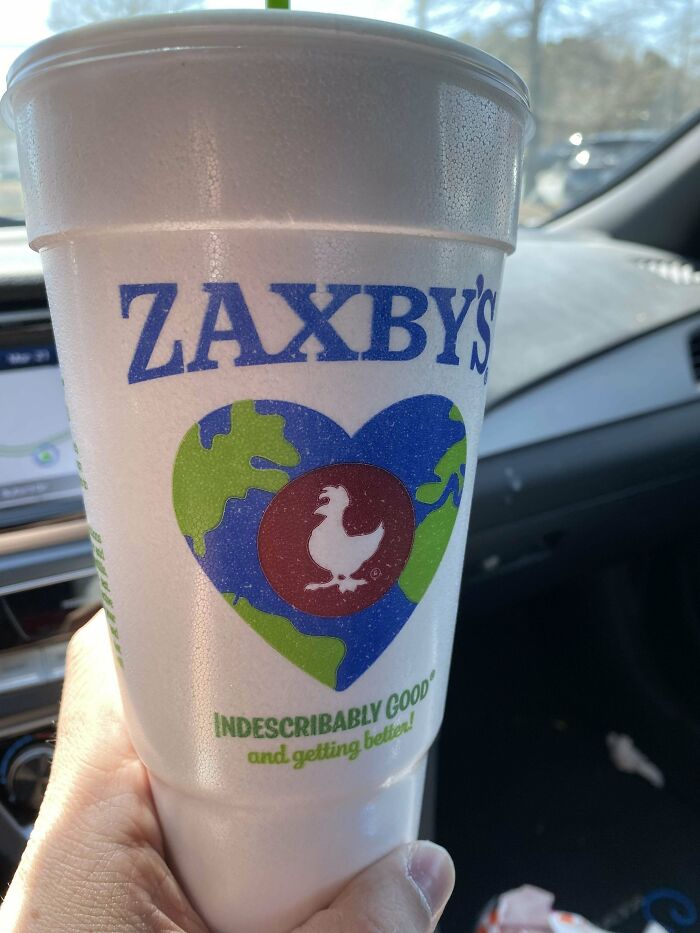 ZAXBY'S
INDESCRIBABLY GOOD®
and getting better!